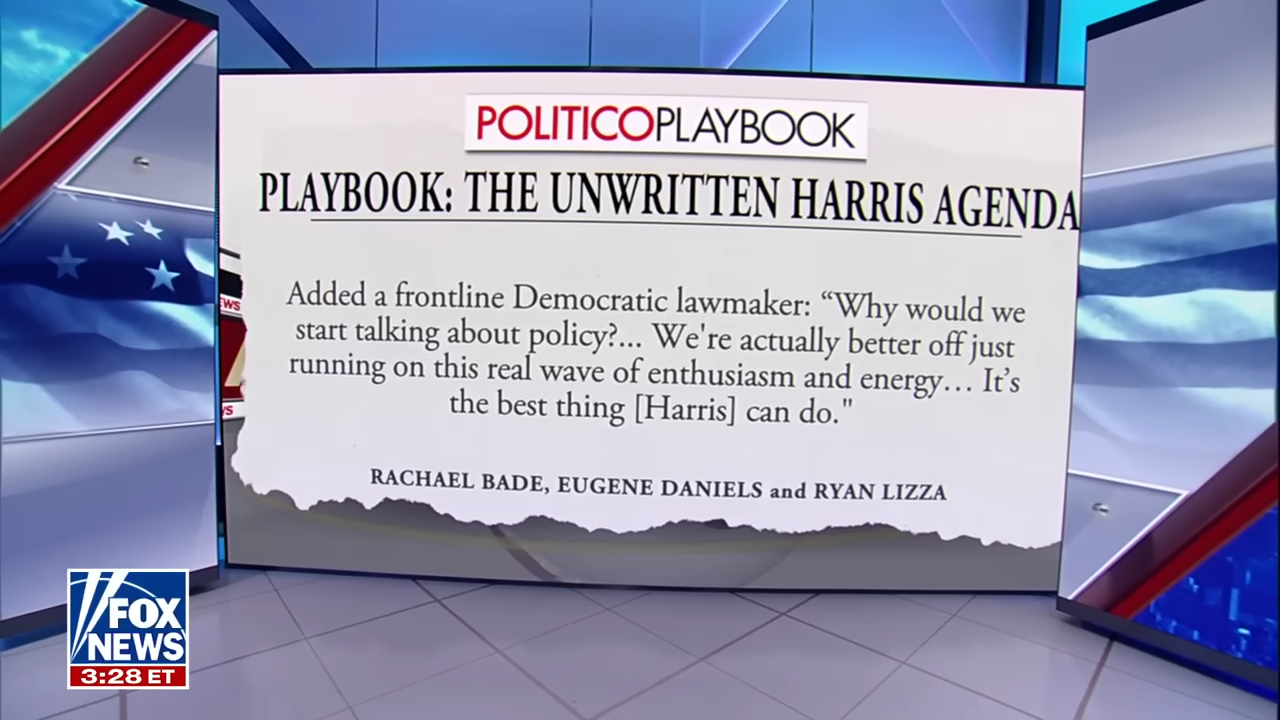 POLITICOPLAYBOOK
PLAYBOOK: THE UNWRITTEN HARRIS AGENDA
Added a frontline Democratic lawmaker: “Why would we
start talking about policy?... We're actually better off just
running on this real wave of enthusiasm and energy… It’s
the best thing [Harris] can do."
RACHAEL BADE, EUGENE DANIELS and RYAN LIZZA
FOX
NEWS
3:28 ET